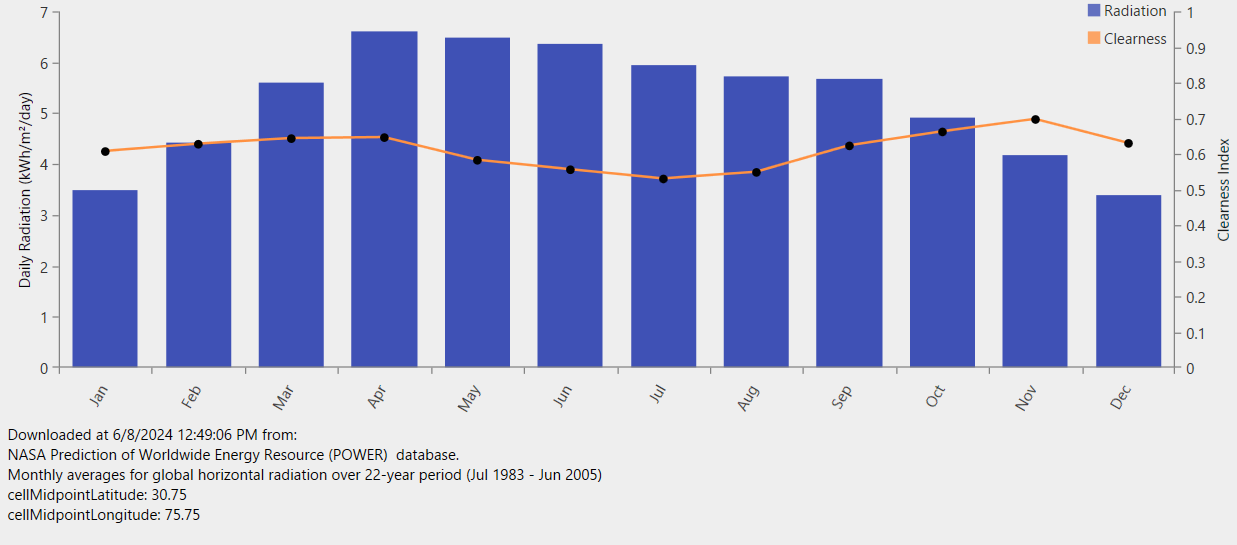 Radiation
Clearness
Daily Radiation (kWh/m²/day)
7
6
5
4
3
2
1
0
1
0.9
0.8
0.7
0.6
0.5
0.4
0.3
0.2
0.1
0
Clearness Index
Jan Feb Mar Apr May Jun Jul Aug Sep Oct Nov Dec
Downloaded at 6/8/2024 12:49:06 PM from:
NASA Prediction of Worldwide Energy Resource (POWER)  database.
Monthly averages for global horizontal radiation over 22-year period (Jul 1983 - Jun 2005)
cellMidpointLatitude: 30.75
cellMidpointLongitude: 75.75